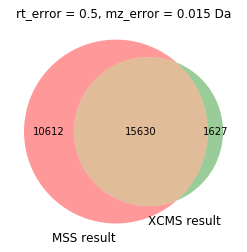 rt_error = 0.5, mz_error = 0.015 Da
10612 15630 1627
XCMS result
MSS result